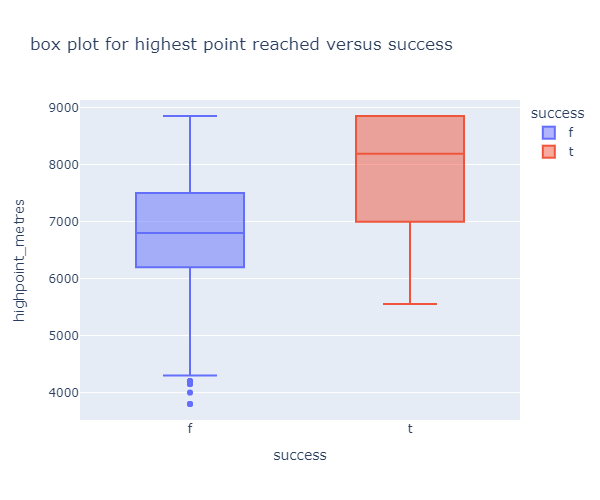 box plot for highest point reached versus success
success
f
t
9000
8000
7000
6000
5000
4000
highpoint_metres
f
t
success